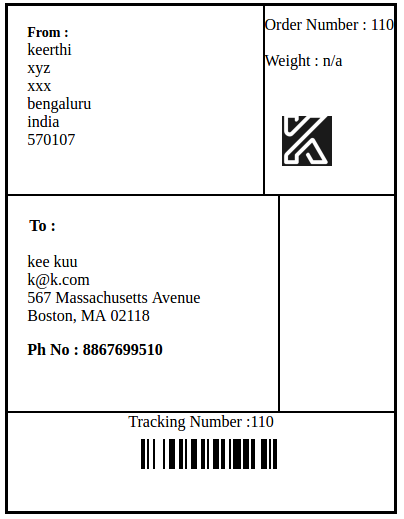 From :
keerthi
xyz
xxx
bengaluru
india
570107
Order Number : 110
Weight : n/a
To :
kee kuu
k@k.com
567 Massachusetts Avenue
Boston, MA 02118
Ph No : 8867699510
Tracking Number :110